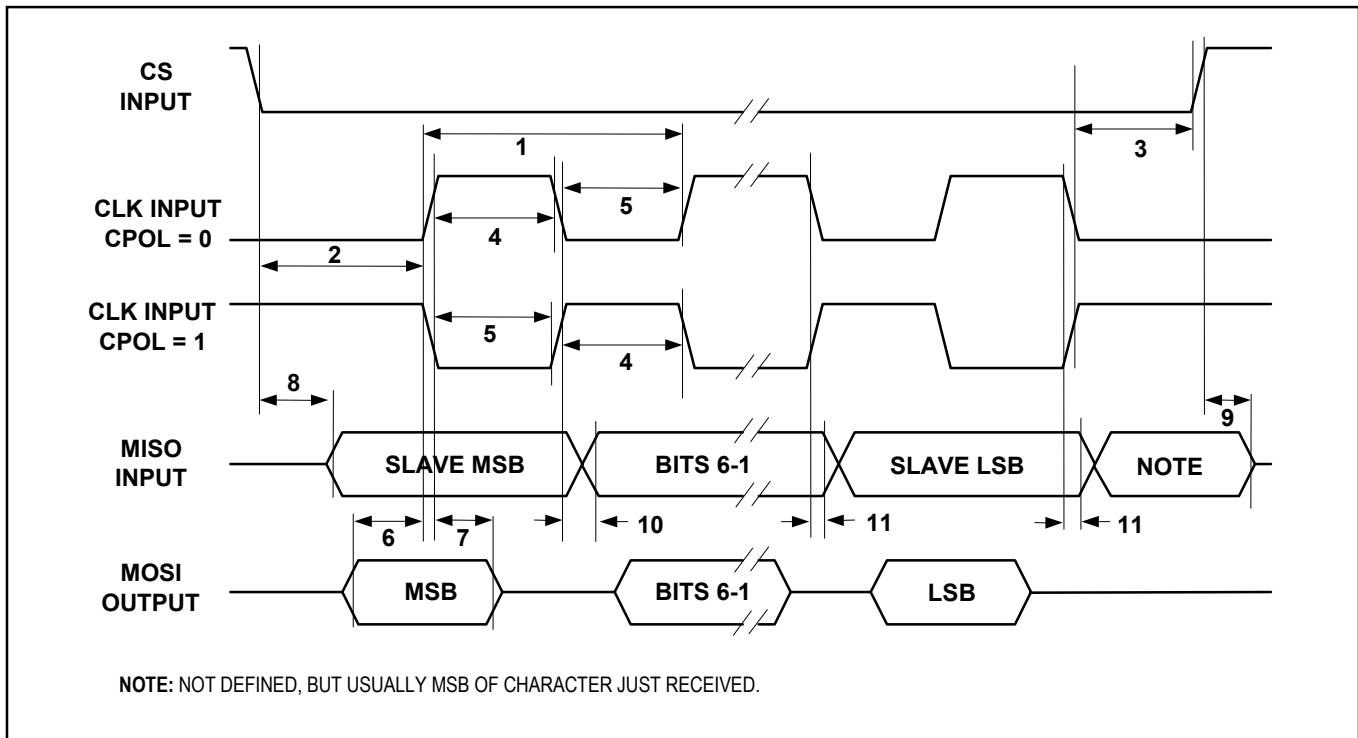 CS
INPUT
1
3
CLK INPUT
CPOL = 0
5
4
2
CLK INPUT
CPOL = 1
5
4
8
9
MISO
INPUT
SLAVE MSB
BITS 6-1
SLAVE LSB
NOTE
6
7
10
11
11
MOSI
OUTPUT
MSB
BITS 6-1
LSB
NOTE: NOT DEFINED, BUT USUALLY MSB OF CHARACTER JUST RECEIVED.